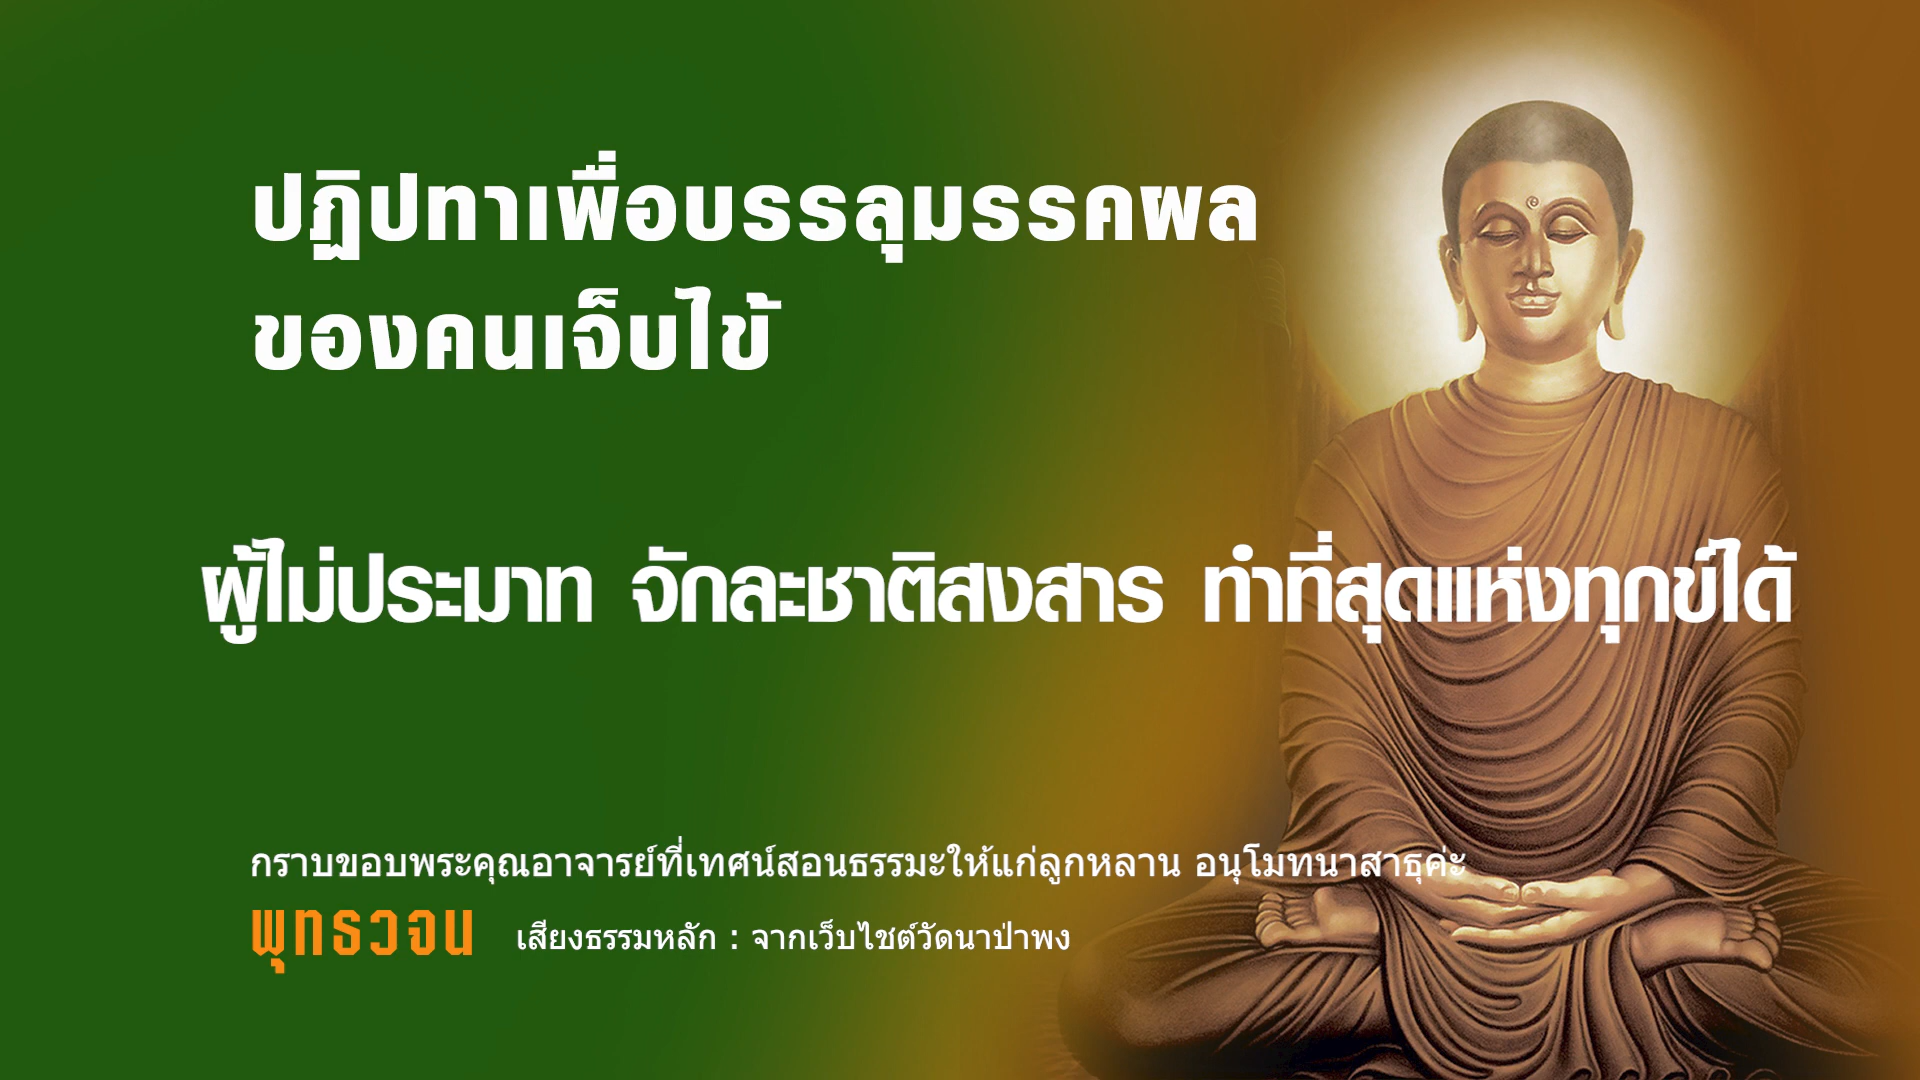 ปฏิปทาเพื่อบรรลุมรรคผล
ของคนเจ็บไข้
ผู้ไม่ประมาท จักละชาติสงสาร ทำที่สุดแห่งทุกข์ได้
กราบขอบพระคุณอาจารย์ที่เทศน์สอนธรรมะให้แก่ลูกหลาน อนุโมทนาสาธุค่ะ
พุทธวจน เสียงธรรมหลัก : จากเว็บไซต์วัดนาป่าพง